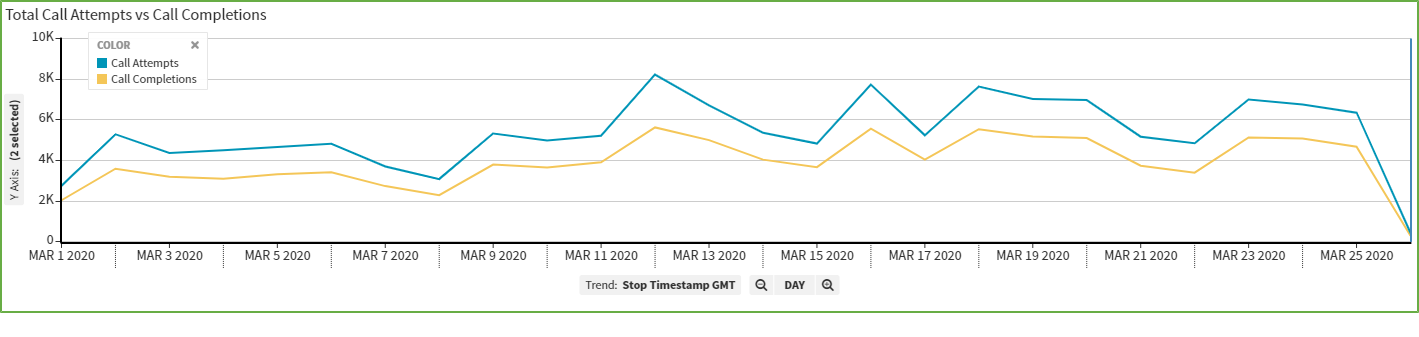 Total Call Attempts vs Call Completions
COLOR ×
Call Attempts
Call Completions
Y Axis: (2 selected)
10K
8K
6K
4K
2K
0
MAR 1 2020 MAR 3 2020 MAR 5 2020 MAR 7 2020 MAR 9 2020 MAR 11 2020 MAR 13 2020 MAR 15 2020 MAR 17 2020 MAR 19 2020 MAR 21 2020 MAR 23 2020 MAR 25 2020
Trend: Stop Timestamp GMT DAY